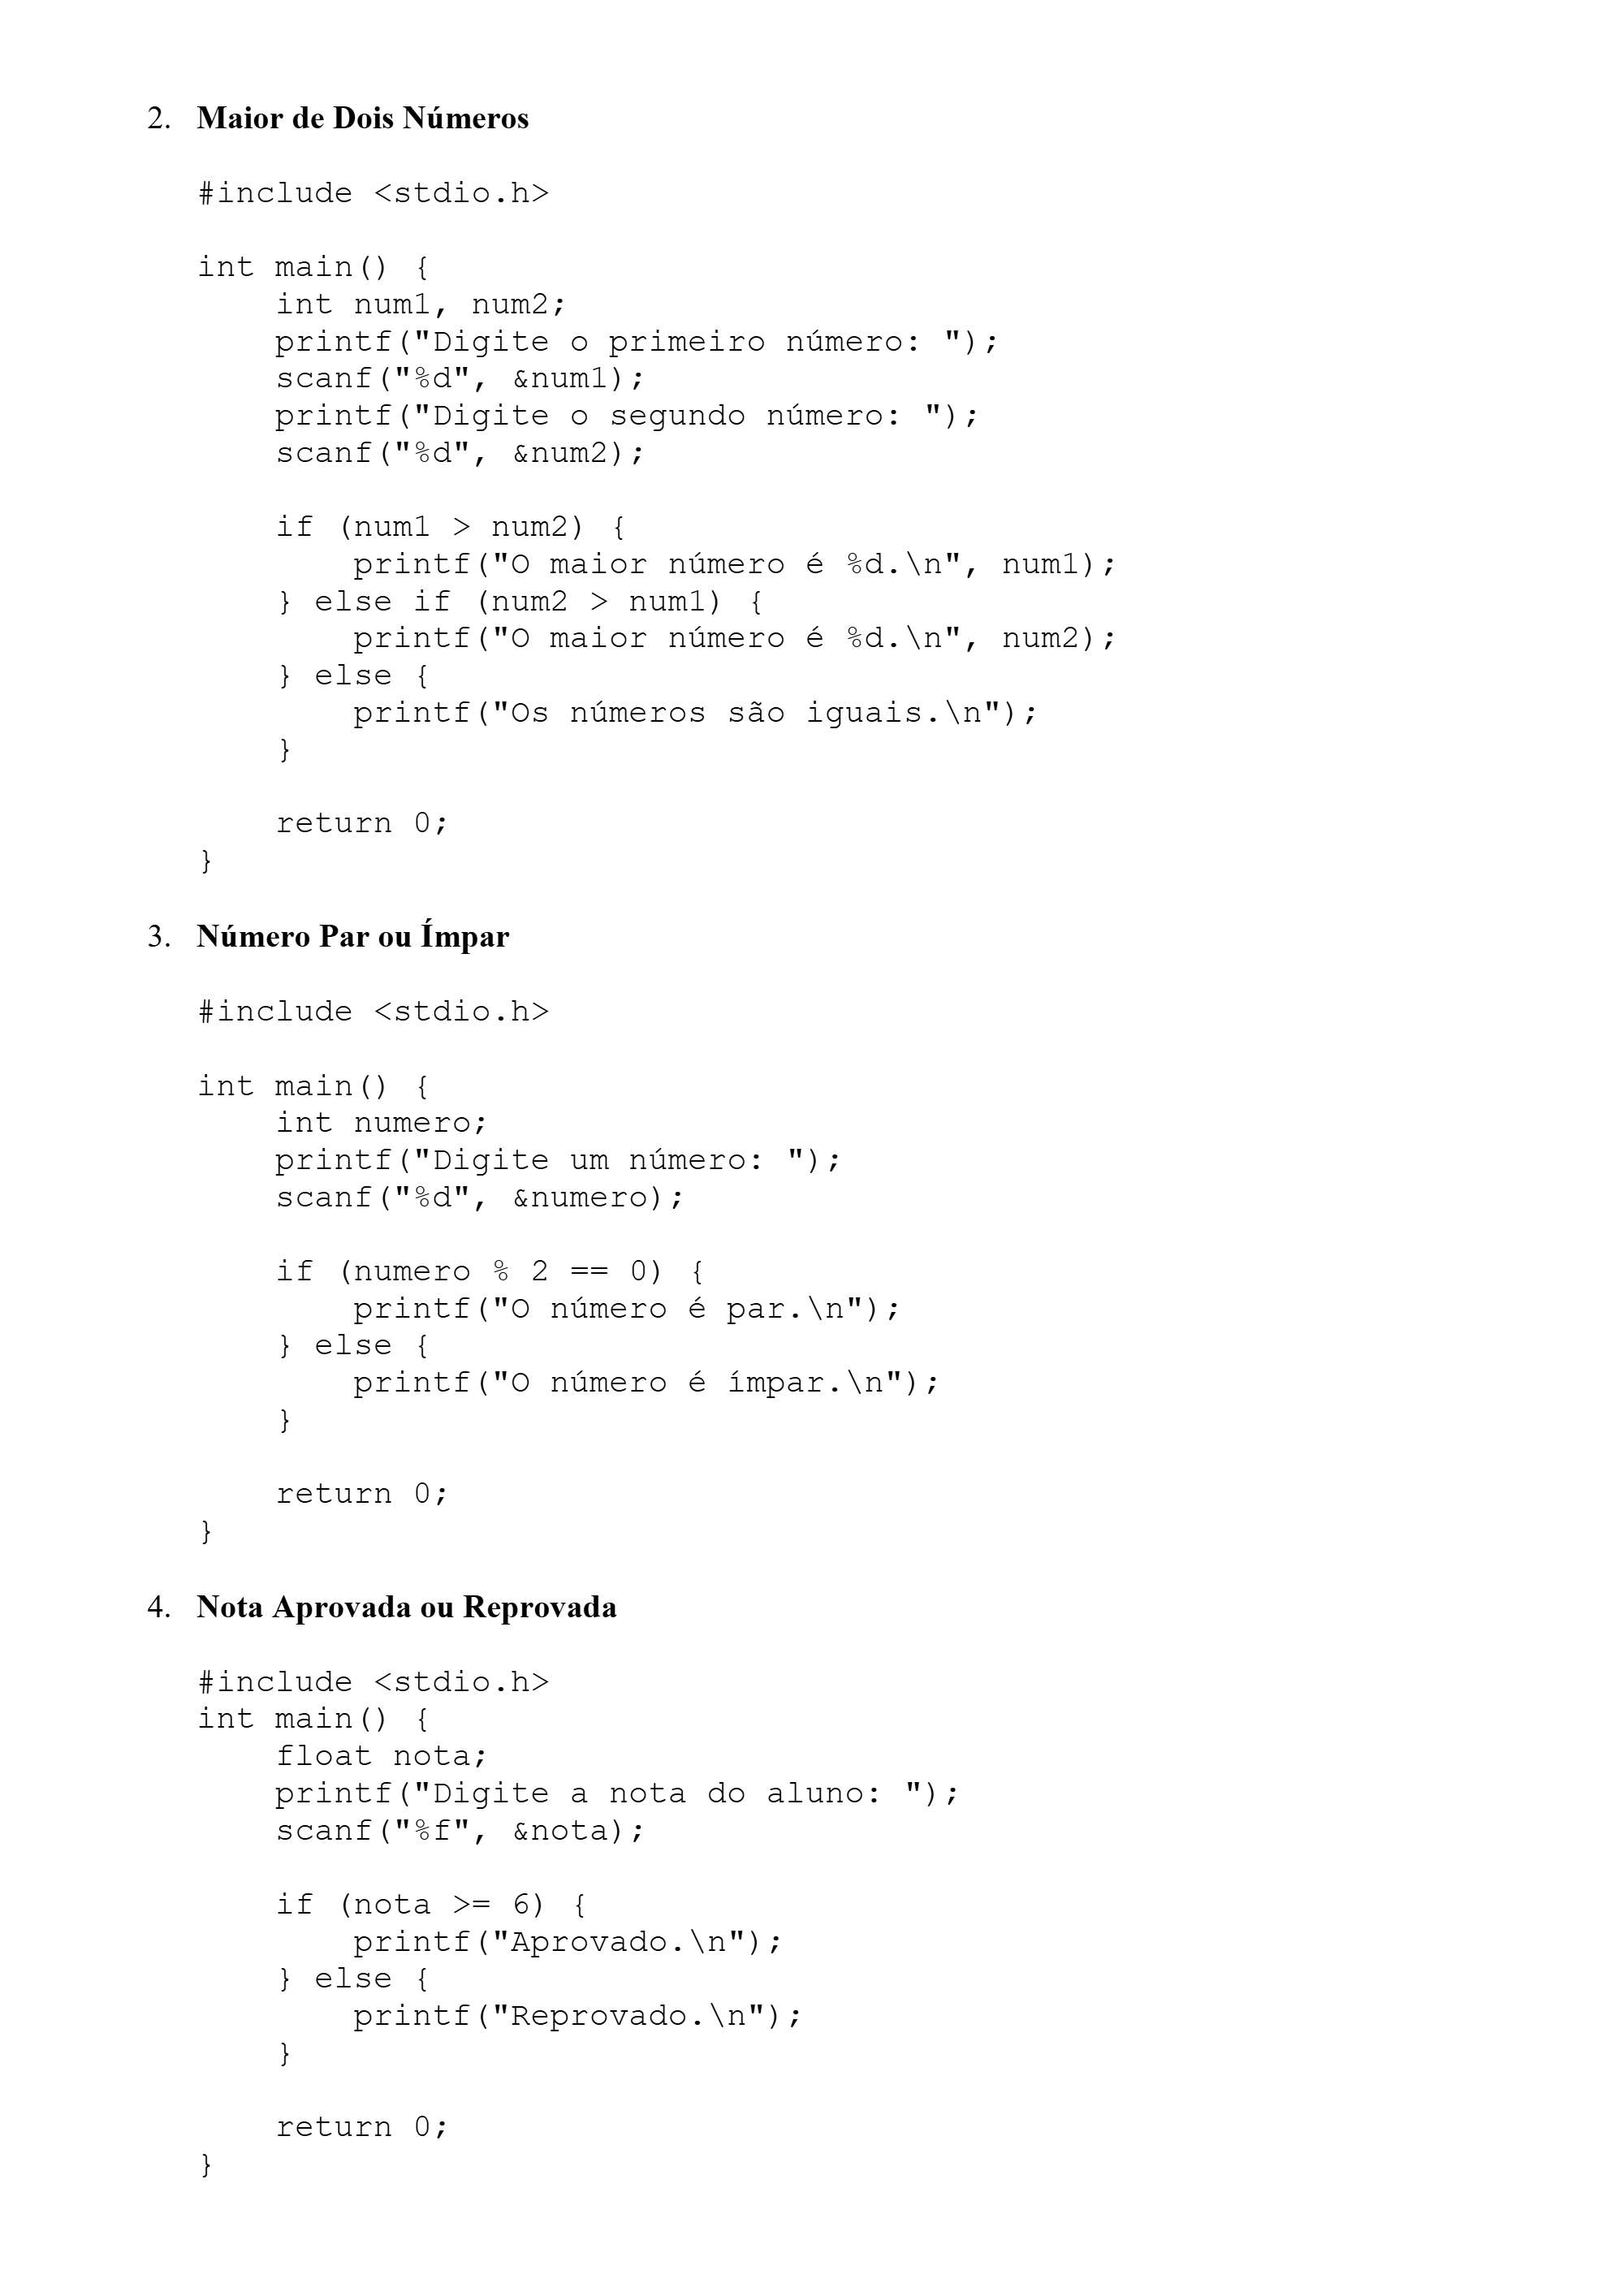 2. Maior de Dois Números
#include <stdio.h>
int main() {
    int num1, num2;
    printf("Digite o primeiro número: ");
    scanf("%d", &num1);
    printf("Digite o segundo número: ");
    scanf("%d", &num2);
    if (num1 > num2) {
        printf("O maior número é %d.\n", num1);
    } else if (num2 > num1) {
        printf("O maior número é %d.\n", num2);
    } else {
        printf("Os números são iguais.\n");
    }
    return 0;
}
3. Número Par ou Ímpar
#include <stdio.h>
int main() {
    int numero;
    printf("Digite um número: ");
    scanf("%d", &numero);
    if (numero % 2 == 0) {
        printf("O número é par.\n");
    } else {
        printf("O número é ímpar.\n");
    }
    return 0;
}
4. Nota Aprovada ou Reprovada
#include <stdio.h>
int main() {
    float nota;
    printf("Digite a nota do aluno: ");
    scanf("%f", &nota);
    if (nota >= 6) {
        printf("Aprovado.\n");
    } else {
        printf("Reprovado.\n");
    }
    return 0;
}